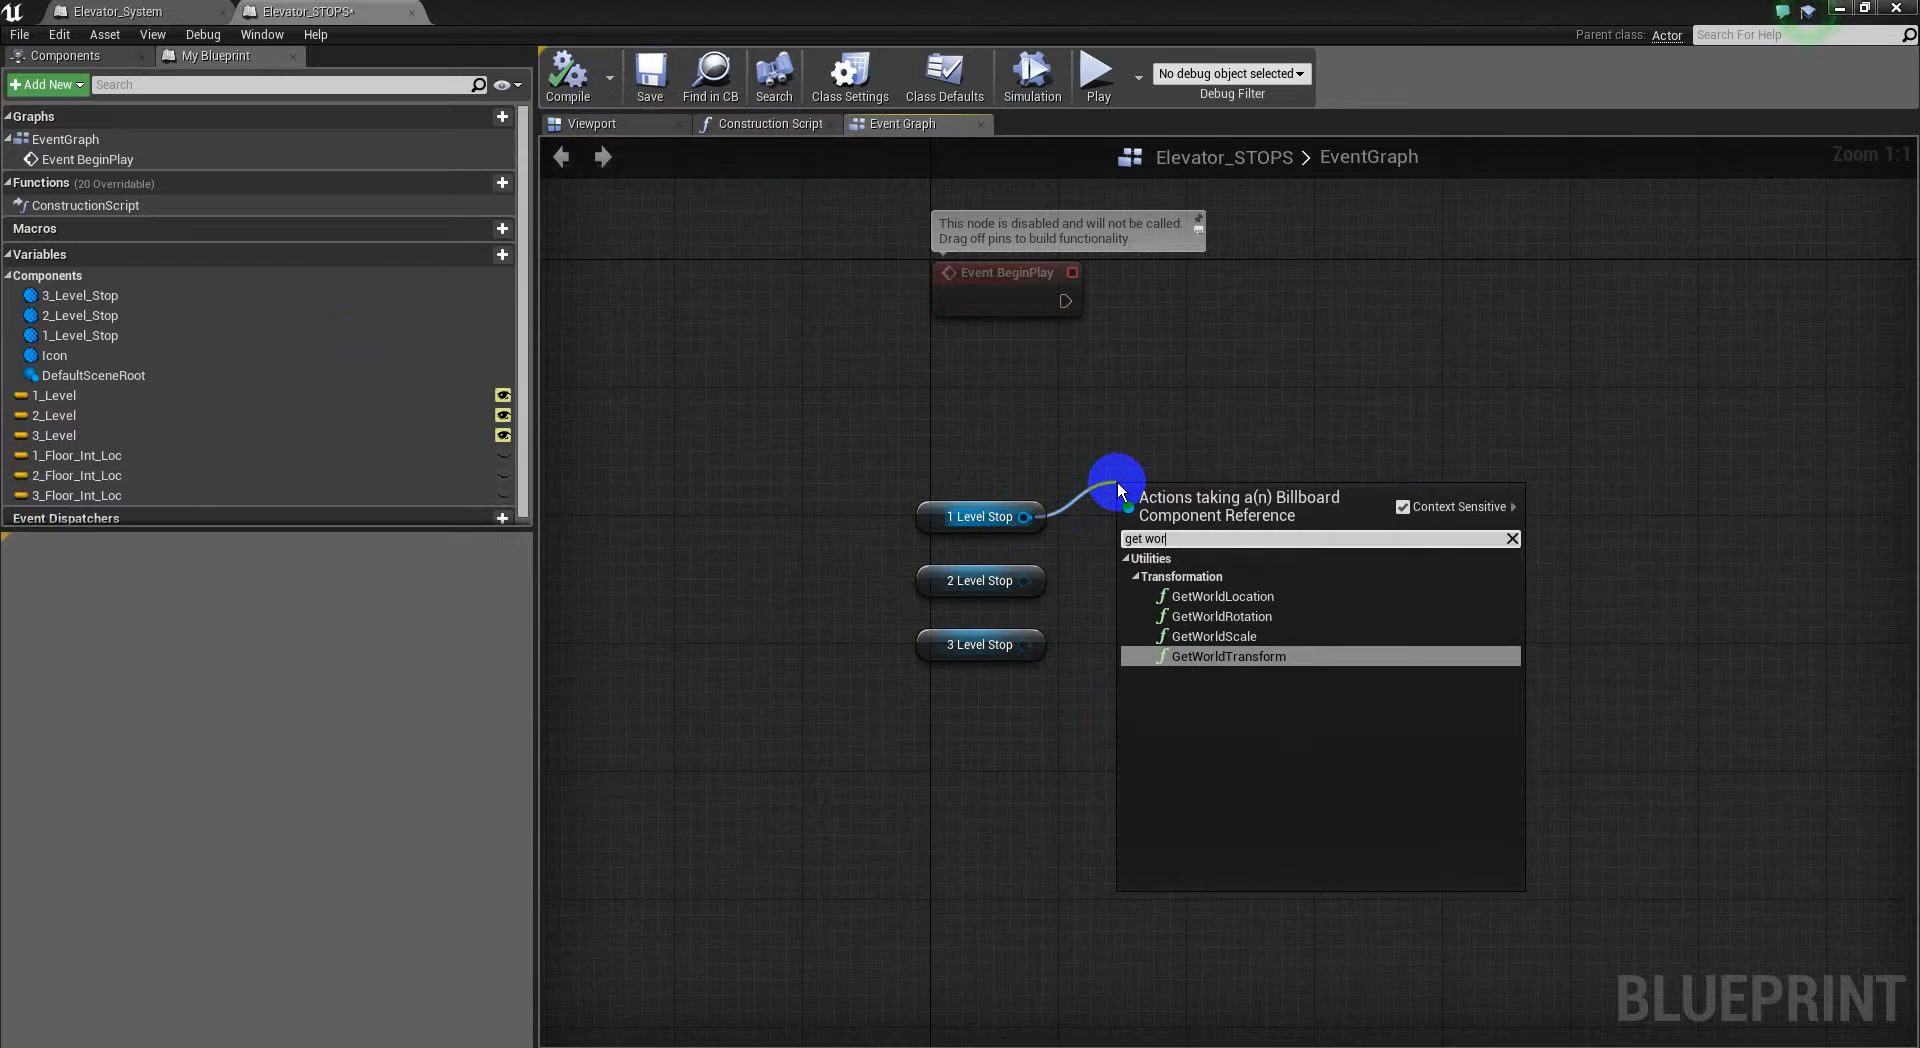 Elevator_System
Elevator_STOPS*
File Edit Asset View Debug Window Help
Parent class: Actor
Search For Help
Components
My Blueprint
Add New
Search
Compile
Save
Find in CB
Search
Class Settings
Class Defaults
Simulation
Play
No debug object selected
Debug Filter
Viewport
Construction Script
Event Graph
Graphs
EventGraph
Event BeginPlay
Functions (20 Overridable)
ConstructionScript
Macros
Variables
Components
3_Level_Stop
2_Level_Stop
1_Level_Stop
Icon
DefaultSceneRoot
1_Level
2_Level
3_Level
1_Floor_Int_Loc
2_Floor_Int_Loc
3_Floor_Int_Loc
Event Dispatchers
Elevator_STOPS > EventGraph
Zoom 1:1
This node is disabled and will not be called.
Drag off pins to build functionality.
Event BeginPlay
1 Level Stop
2 Level Stop
3 Level Stop
Actions taking a(n) Billboard
Component Reference
Context Sensitive
get wor
Utilities
Transformation
GetWorldLocation
GetWorldRotation
GetWorldScale
GetWorldTransform
BLUEPRINT